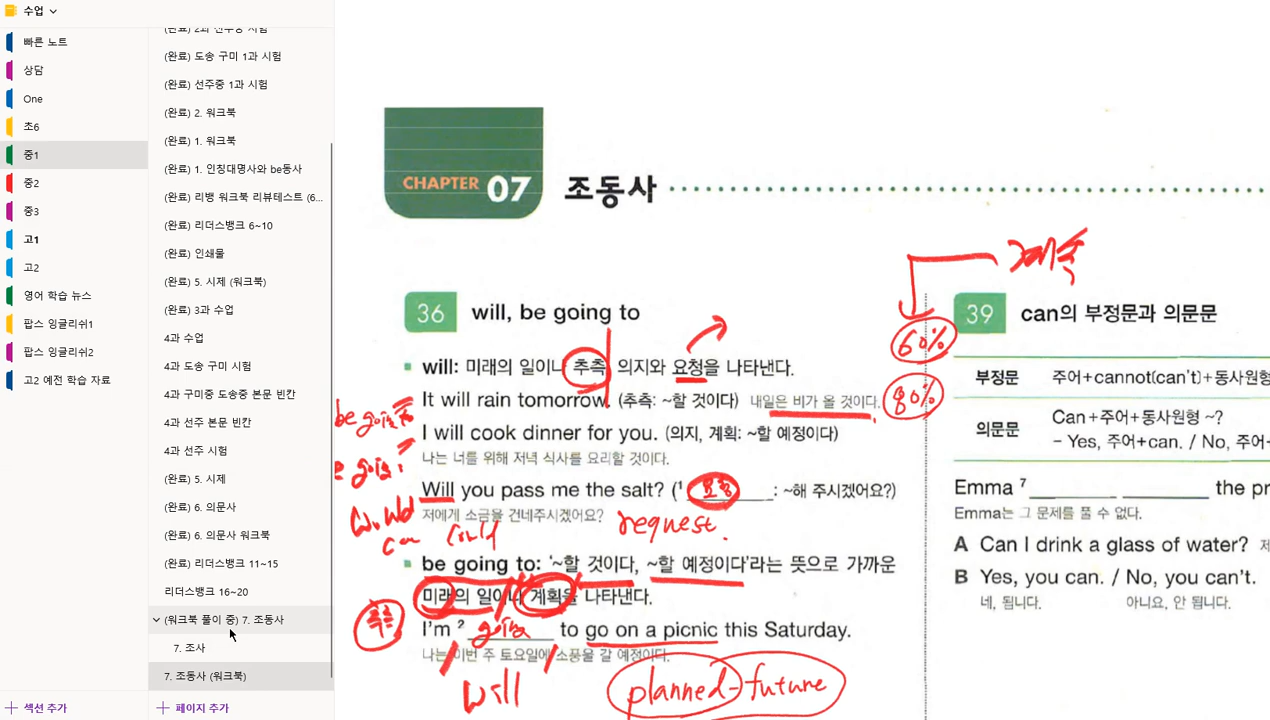 수업
빠른 노트
상담
One
초6
중1
중2
중3
고1
고2
영어 학습 뉴스
팝스 잉글리쉬1
팝스 잉글리쉬2
고2 예전 학습 자료
섹션 추가
(완료) 도송 구미 1과 시험
(완료) 선주중 1과 시험
(완료) 2. 워크북
(완료) 1. 워크북
(완료) 1. 인칭대명사와 be동사
(완료) 리뱅 워크북 리뷰테스트 (6...
(완료) 리더스뱅크 6~10
(완료) 인쇄물
(완료) 5. 시제 (워크북)
(완료) 3과 수업
4과 수업
4과 도송 구미 시험
4과 구미중 도송중 본문 빈칸
4과 선주 본문 빈칸
4과 선주 시험
(완료) 5. 시제
(완료) 6. 의문사
(완료) 6. 의문사 워크북
(완료) 리더스뱅크 11~15
리더스뱅크 16~20
(워크북 풀이 중) 7. 조동사
7. 조사
7. 조동사 (워크북)
페이지 추가
CHAPTER 07 조동사
36 will, be going to
will: 미래의 일이나 추측 의지와 요청을 나타낸다.
It will rain tomorrow. (추측: ~할 것이다) 내일은 비가 올 것이다.
I will cook dinner for you. (의지, 계획: ~할 예정이다)
나는 너를 위해 저녁 식사를 요리할 것이다.
Will you pass me the salt? (1 요청 : ~해 주시겠어요?)
저에게 소금을 건네주시겠어요?
would
can could
request.
be going to: '~할 것이다, ~할 예정이다'라는 뜻으로 가까운
미래의 일이나 계획을 나타낸다.
I'm 2 going to go on a picnic this Saturday.
나는 이번 주 토요일에 소풍을 갈 예정이다.
will
planned future
60%
80%
39 can의 부정문과 의문문
부정문 주어+cannot(can't)+동사원형
의문문 Can+주어+동사원형 ~?
– Yes, 주어+can. / No, 주어+
Emma 7 the pr
Emma는 그 문제를 풀 수 없다.
A Can I drink a glass of water?
B Yes, you can. / No, you can't.
네, 됩니다. 아니요, 안 됩니다.